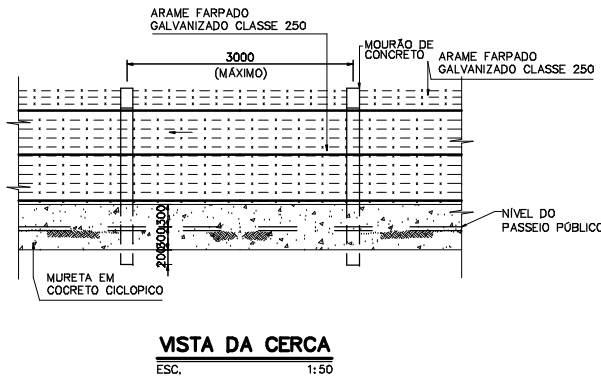 ARAME FARPADO
GALVANIZADO CLASSE 250
MOURÃO DE
CONCRETO
ARAME FARPADO
GALVANIZADO CLASSE 250
3000
(MÁXIMO)
200200300
NÍVEL DO
PASSEIO PÚBLICO
MURETA EM
COCRETO CICLOPICO
VISTA DA CERCA
ESC. 1:50